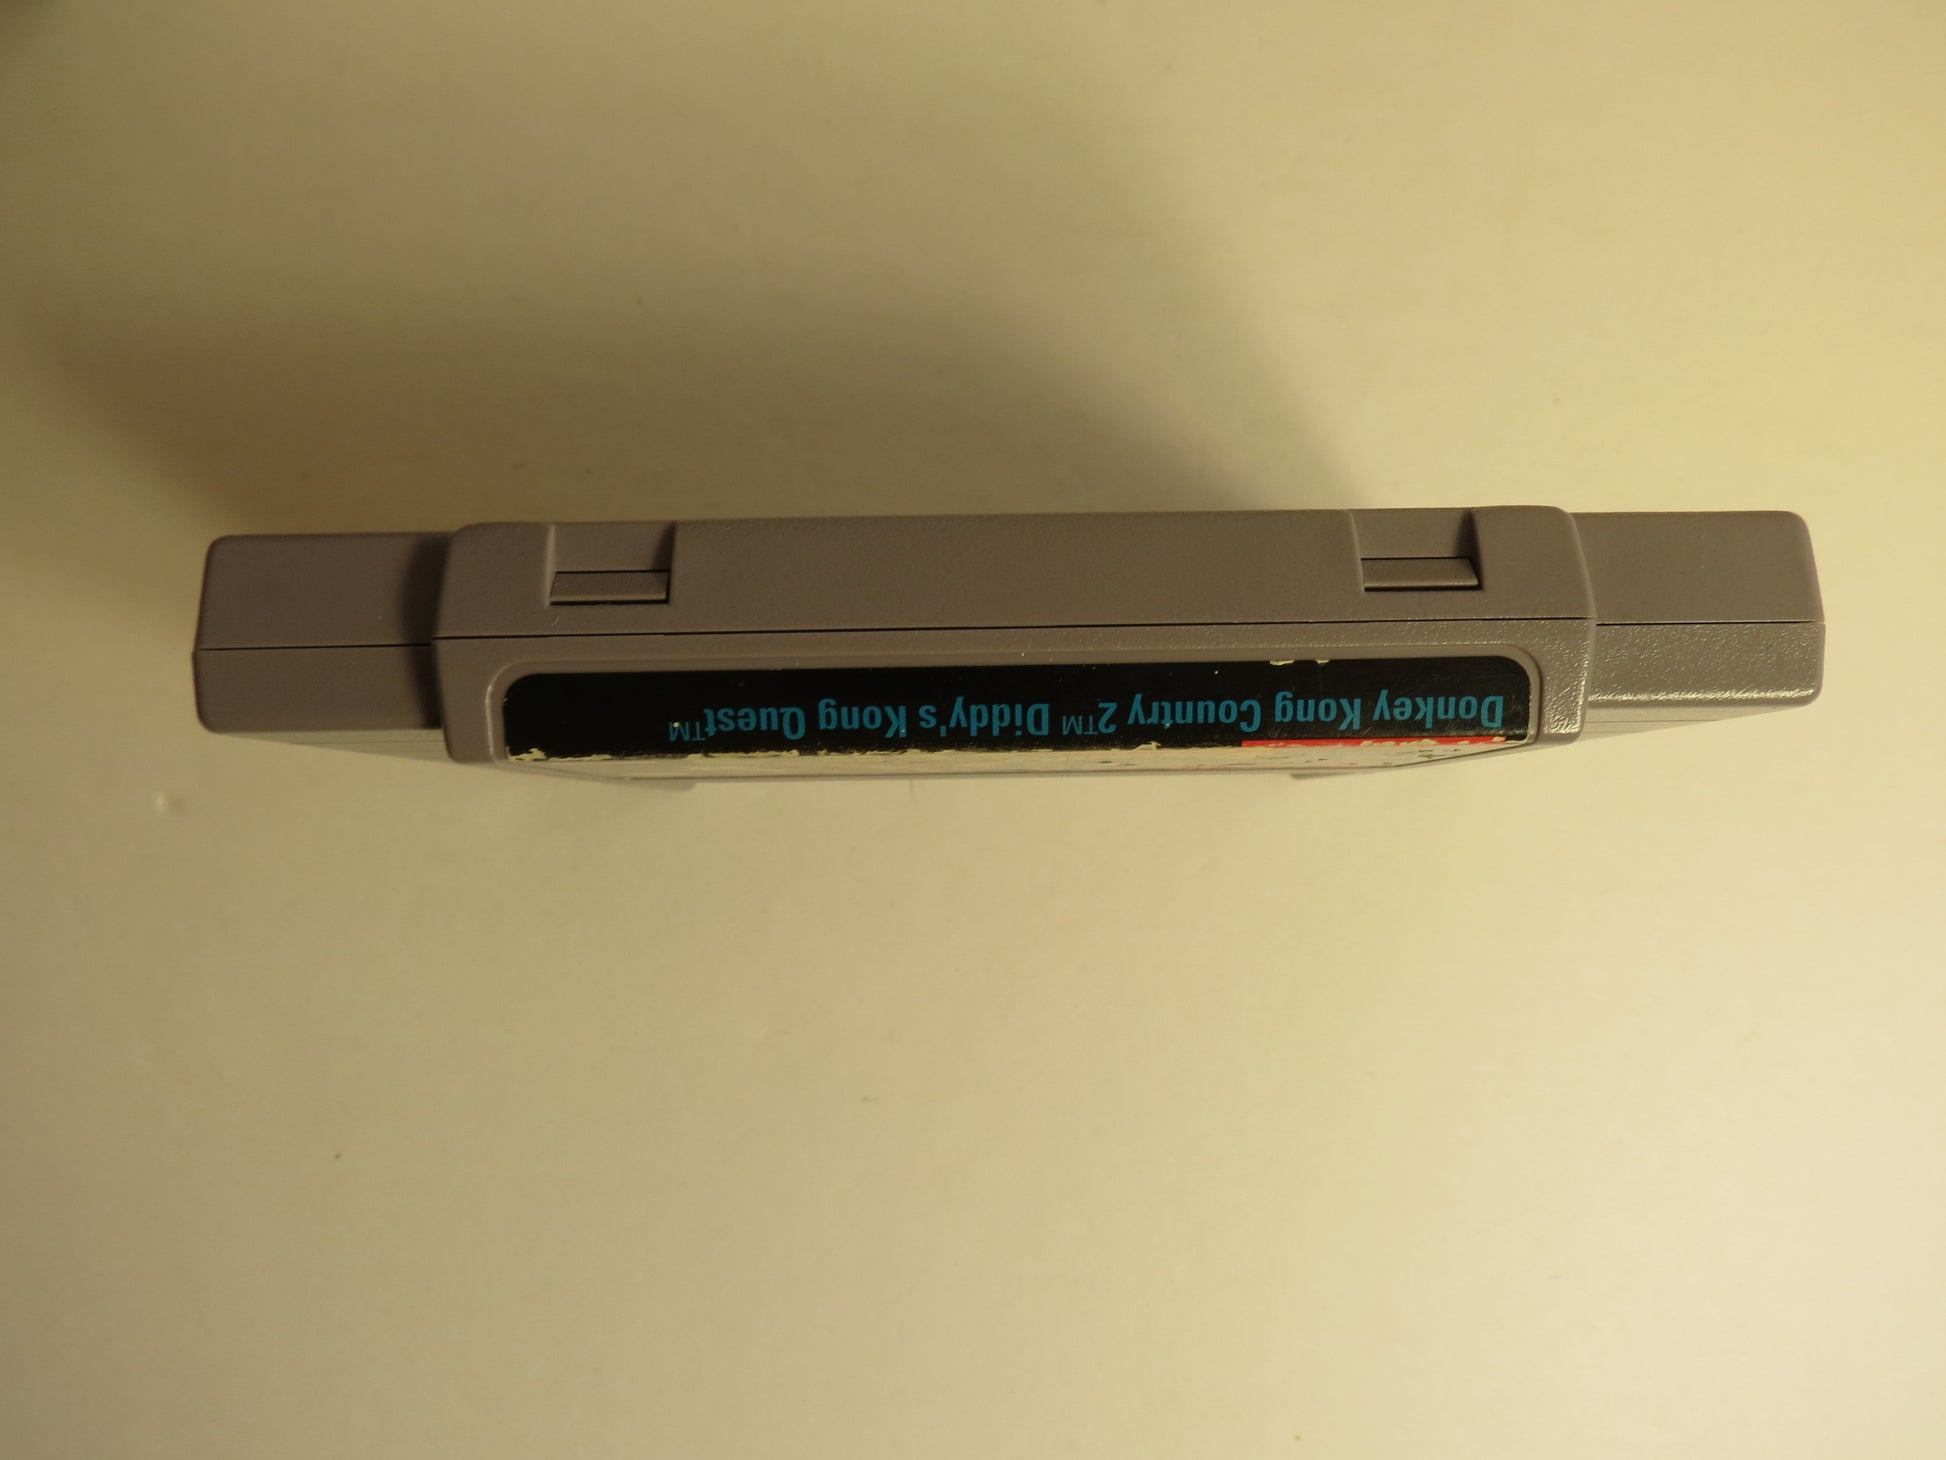 Donkey Kong Country 2™ Diddy's Kong Quest™